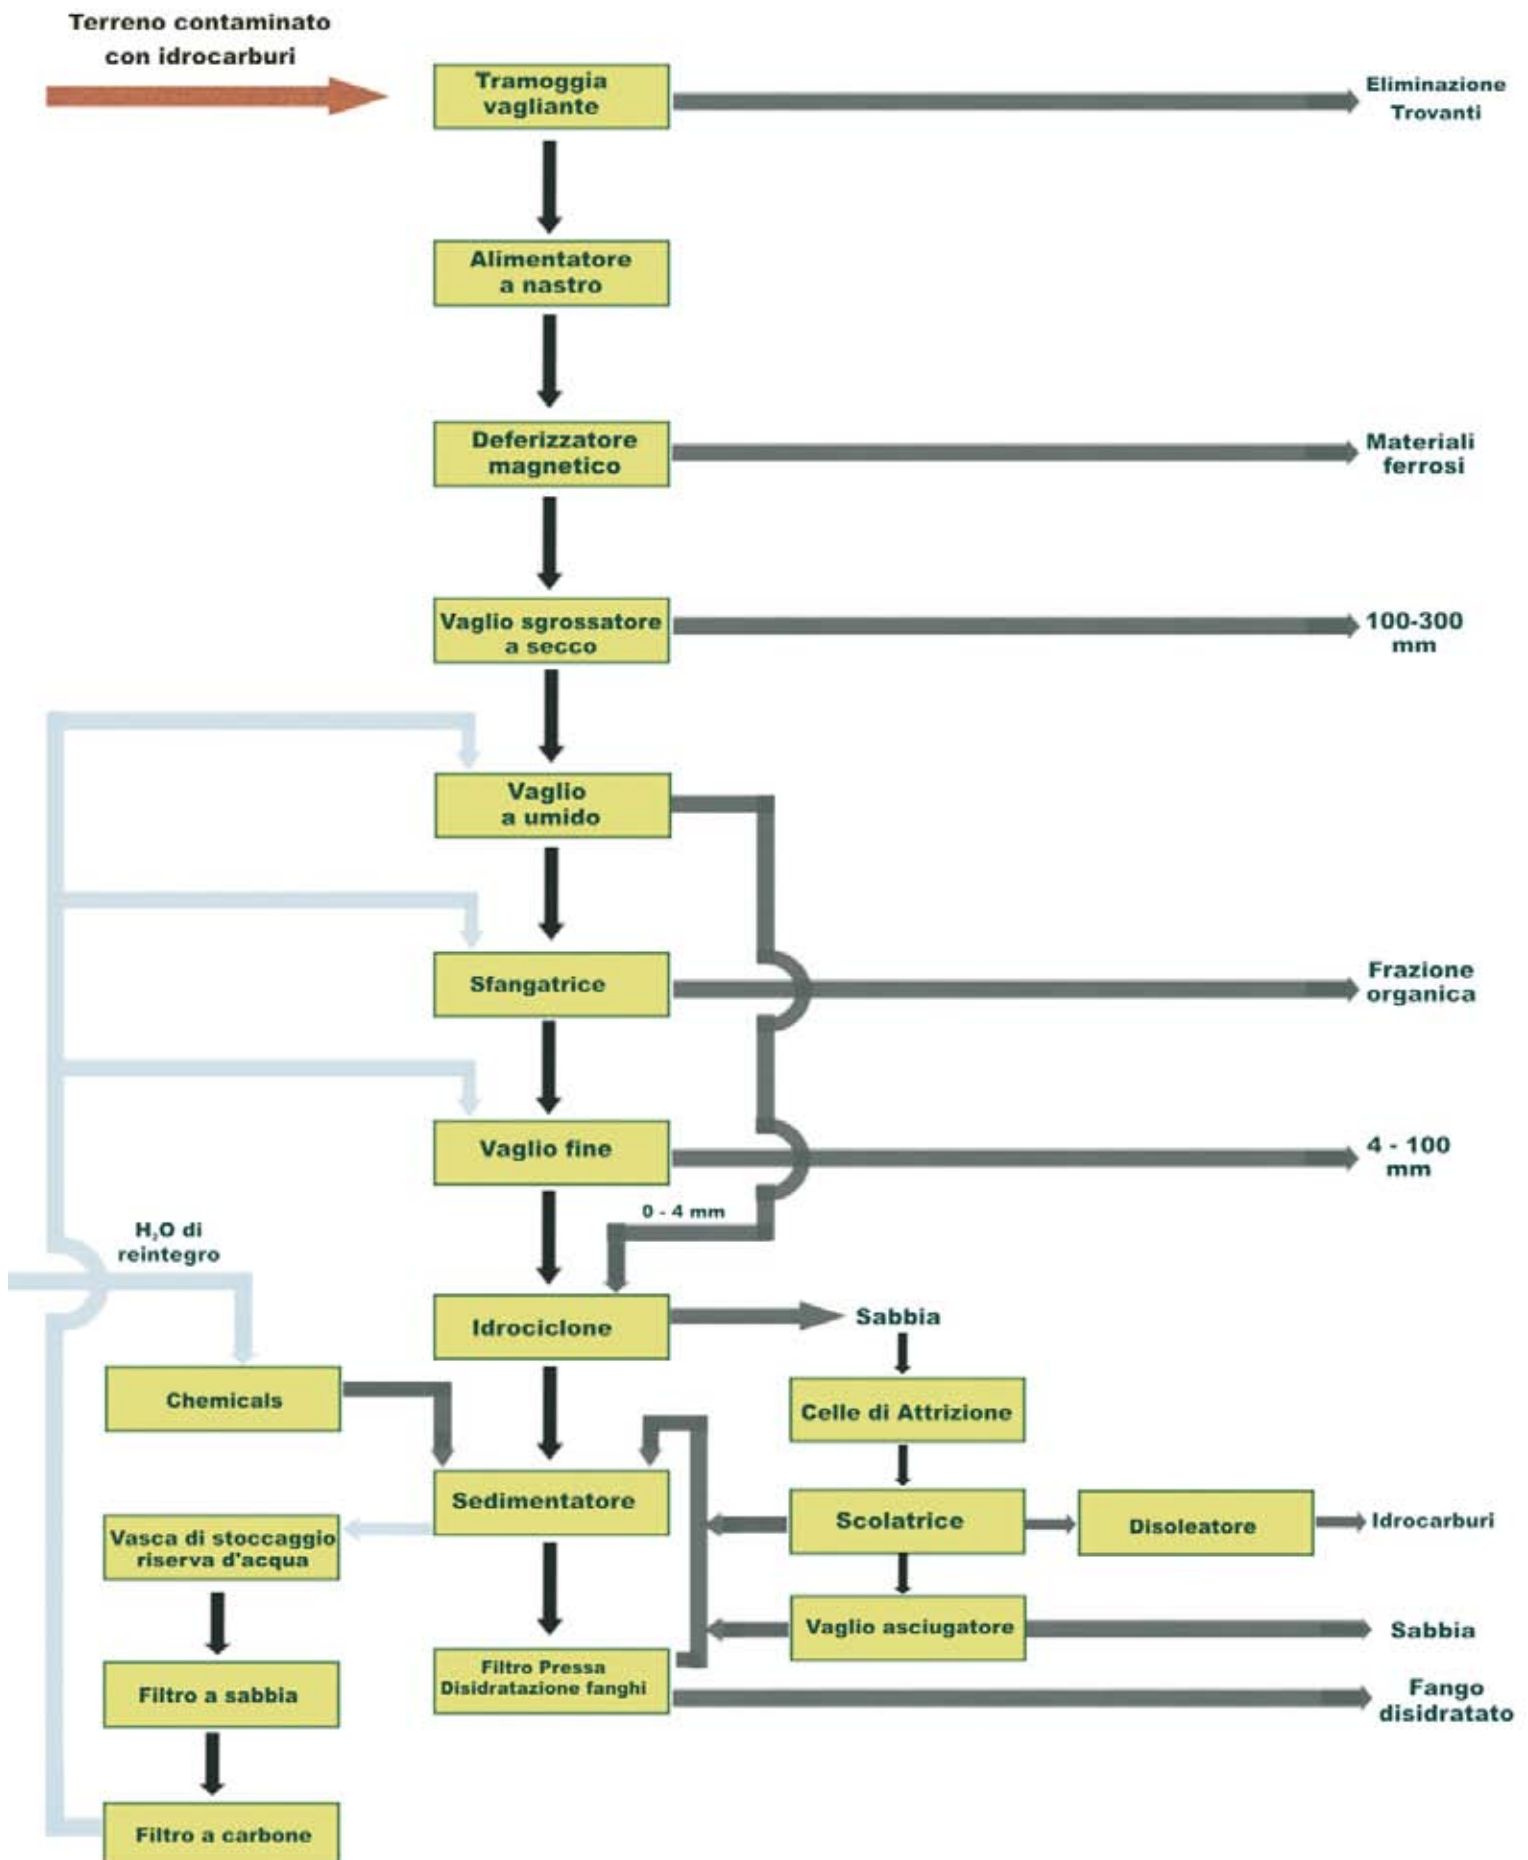 Terreno contaminato
con idrocarburi
Tramoggia
vagliante
Eliminazione
Trovanti
Alimentatore
a nastro
Deferizzatore
magnetico
Materiali
ferrosi
Vaglio sgrossatore
a secco
100-300
mm
Vaglio
a umido
Sfangatrice
Frazione
organica
Vaglio fine
4 - 100
mm
0 - 4 mm
H₂O di
reintegro
Idrociclone
Sabbia
Chemicals
Celle di Attrizione
Sedimentatore
Scolatrice
Disoleatore
Idrocarburi
Vasca di stoccaggio
riserva d'acqua
Vaglio asciugatore
Sabbia
Filtro Pressa
Disidratazione fanghi
Filtro a sabbia
Fango
disidratato
Filtro a carbone